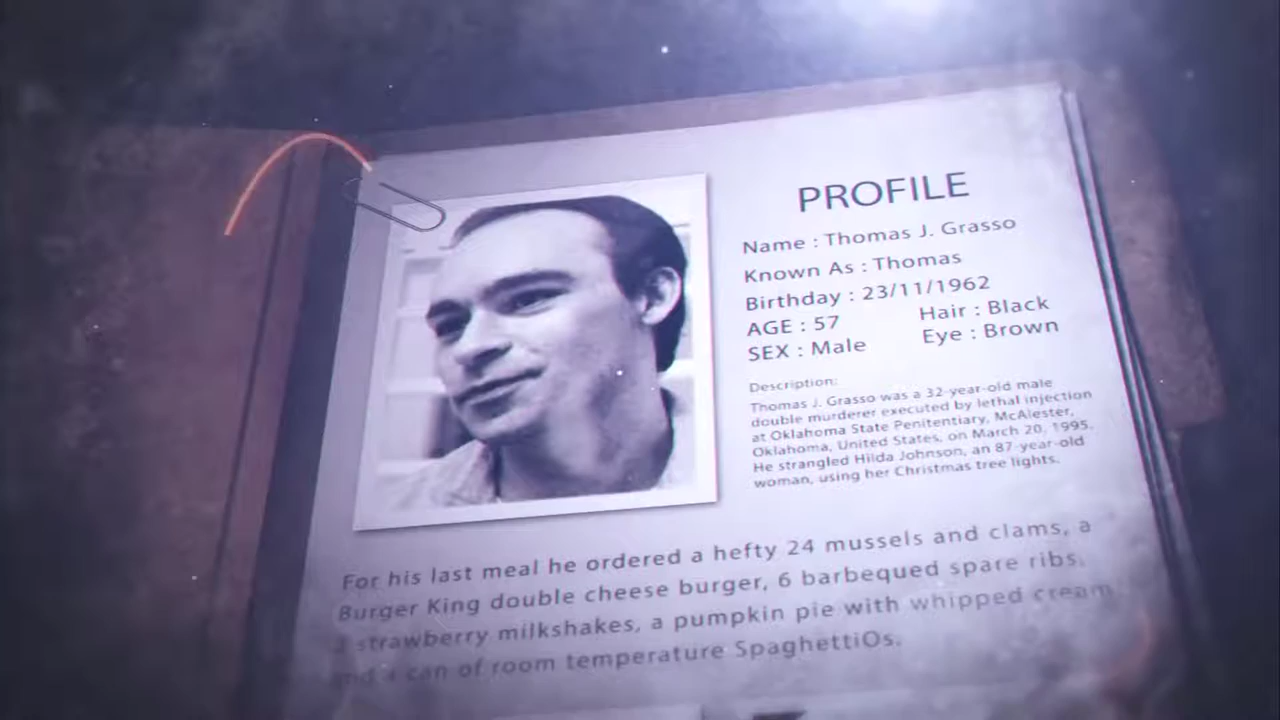 PROFILE
Name : Thomas J. Grasso
Known As : Thomas
Birthday : 23/11/1962
AGE : 57 Hair : Black
SEX : Male Eye : Brown
Description:
Thomas J. Grasso was a 32-year-old male
double murderer executed by lethal injection
at Oklahoma State Penitentiary, McAlester,
Oklahoma, United States, on March 20, 1995.
He strangled Hilda Johnson, an 87-year-old
woman, using her Christmas tree lights.
For his last meal he ordered a hefty 24 mussels and clams, a
Burger King double cheese burger, 6 barbequed spare ribs,
strawberry milkshakes, a pumpkin pie with whipped cream
and a can of room temperature SpaghettiOs.